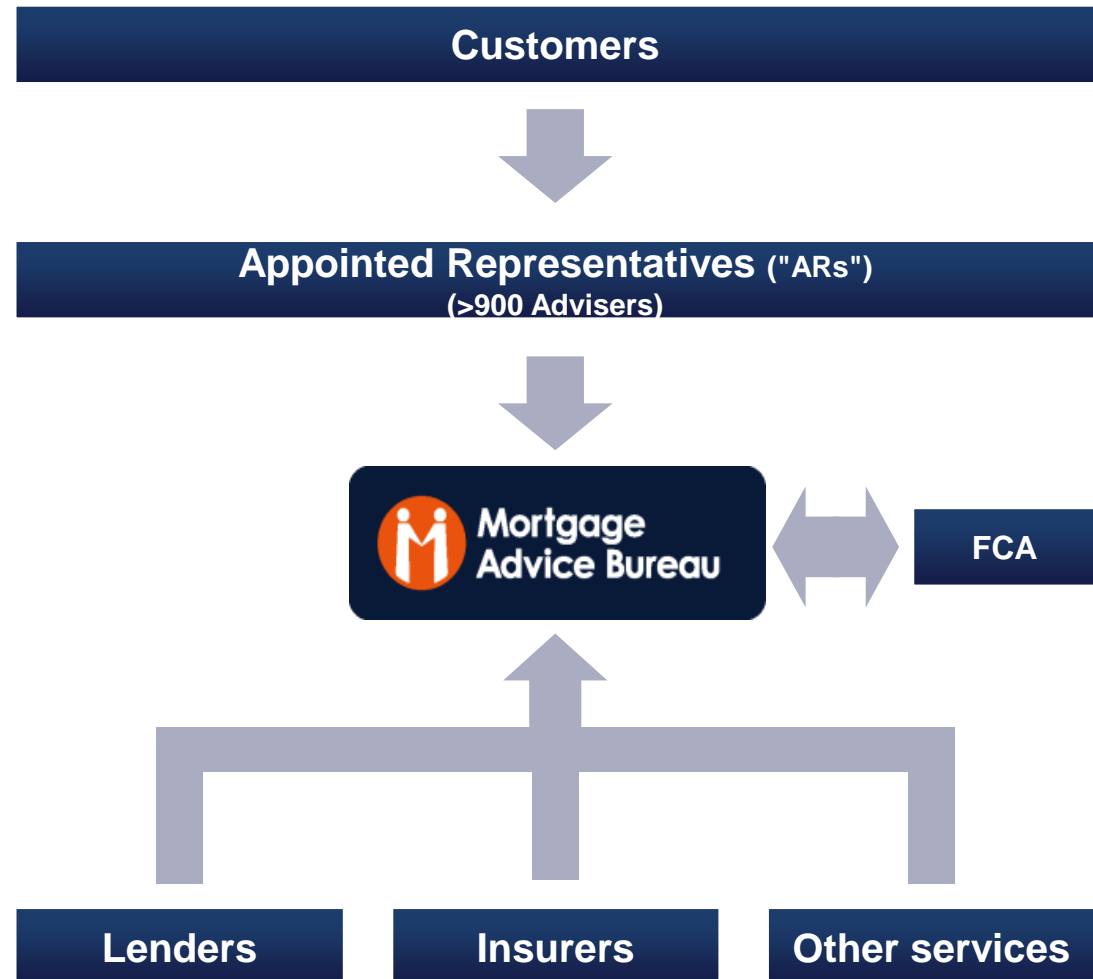 Customers
Appointed Representatives ("ARs")
(>900 Advisers)
Mortgage
Advice Bureau
FCA
Lenders
Insurers
Other services